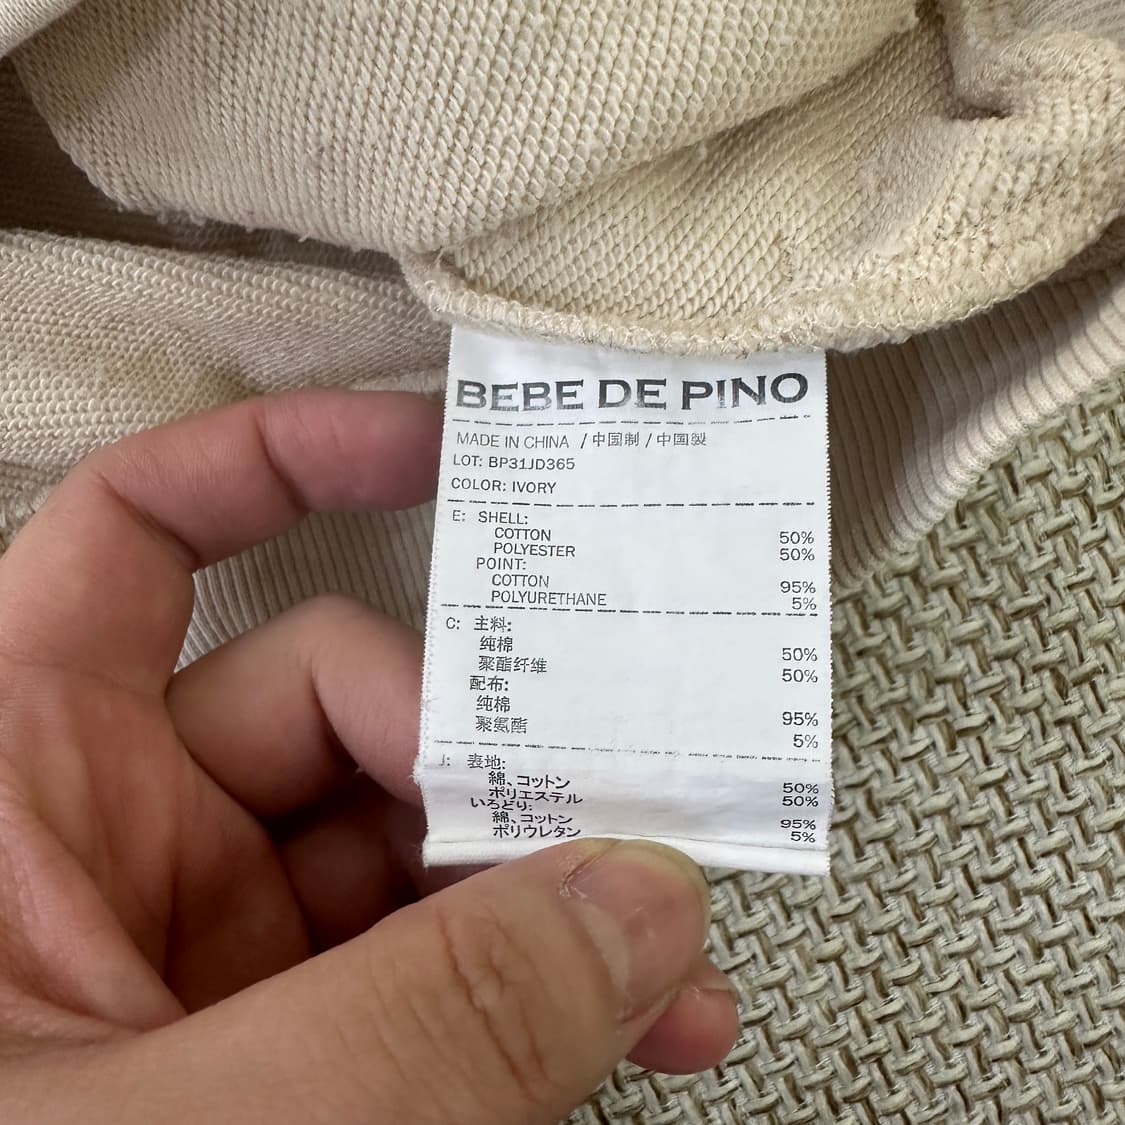 BEBE DE PINO
MADE IN CHINA / 中国制 / 中國製
LOT: BP31JD365
COLOR: IVORY
E: SHELL:
COTTON 50%
POLYESTER 50%
POINT:
COTTON 95%
POLYURETHANE 5%
C: 主料:
纯棉 50%
聚酯纤维 50%
配布:
纯棉 95%
聚氨酯 5%
J: 表地:
綿、コットン 50%
ポリエステル 50%
いろどり:
綿、コットン 95%
ポリウレタン 5%